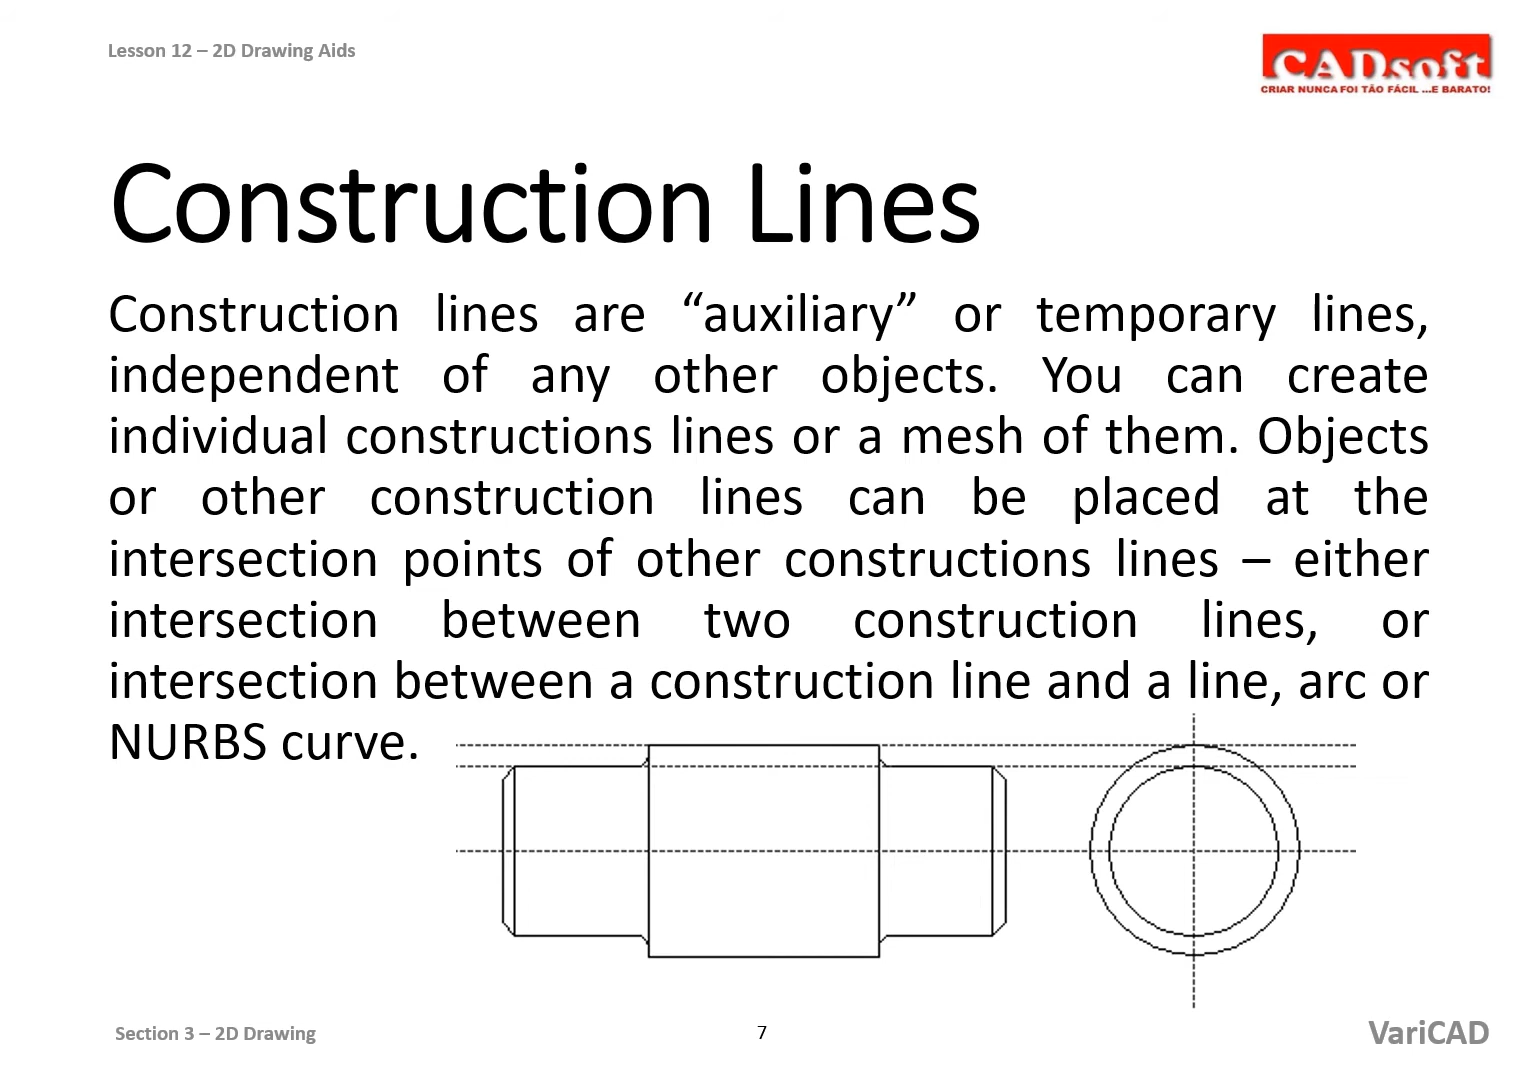 Lesson 12 – 2D Drawing Aids
CADsoft
CRIAR NUNCA FOI TÃO FÁCIL ...E BARATO!
Construction Lines
Construction lines are “auxiliary” or temporary lines,
independent of any other objects. You can create
individual constructions lines or a mesh of them. Objects
or other construction lines can be placed at the
intersection points of other constructions lines – either
intersection between two construction lines, or
intersection between a construction line and a line, arc or
NURBS curve.
Section 3 – 2D Drawing
7
VariCAD